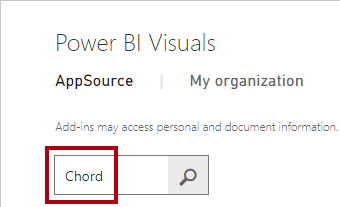 Power BI Visuals
AppSource | My organization
Add-ins may access personal and document information.
Chord